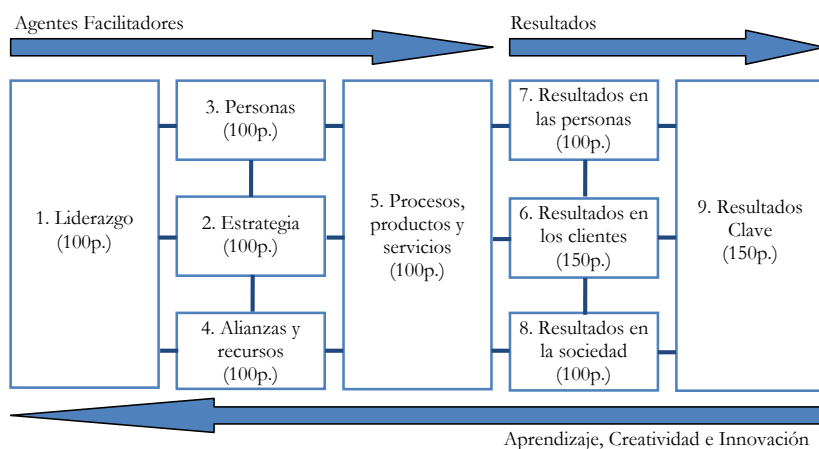 Agentes Facilitadores
Resultados
1. Liderazgo
(100p.)
3. Personas
(100p.)
2. Estrategia
(100p.)
4. Alianzas y
recursos
(100p.)
5. Procesos,
productos y
servicios
(100p.)
7. Resultados en
las personas
(100p.)
6. Resultados en
los clientes
(150p.)
8. Resultados en
la sociedad
(100p.)
9. Resultados
Clave
(150p.)
Aprendizaje, Creatividad e Innovación